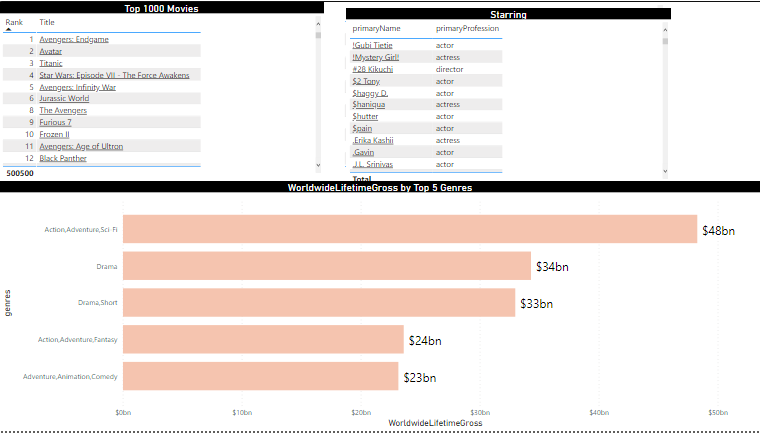 Top 1000 Movies
Rank Title
1 Avengers: Endgame
2 Avatar
3 Titanic
4 Star Wars: Episode VII - The Force Awakens
5 Avengers: Infinity War
6 Jurassic World
8 The Avengers
9 Furious 7
10 Frozen II
11 Avengers: Age of Ultron
12 Black Panther
500500
Starring
primaryName primaryProfession
!Gubi Tietie actor
!Mystery Girl! actress
#28 Kikuchi director
$2 Tony actor
$haggy D. actor
$haniqua actress
$hutter actor
$pain actor
.Erika Kashii actress
.Gavin actor
.J.L. Srinivas actor
Total
WorldwideLifetimeGross by Top 5 Genres
genres
Action,Adventure,Sci-Fi $48bn
Drama $34bn
Drama,Short $33bn
Action,Adventure,Fantasy $24bn
Adventure,Animation,Comedy $23bn
$0bn $10bn $20bn $30bn $40bn $50bn
WorldwideLifetimeGross